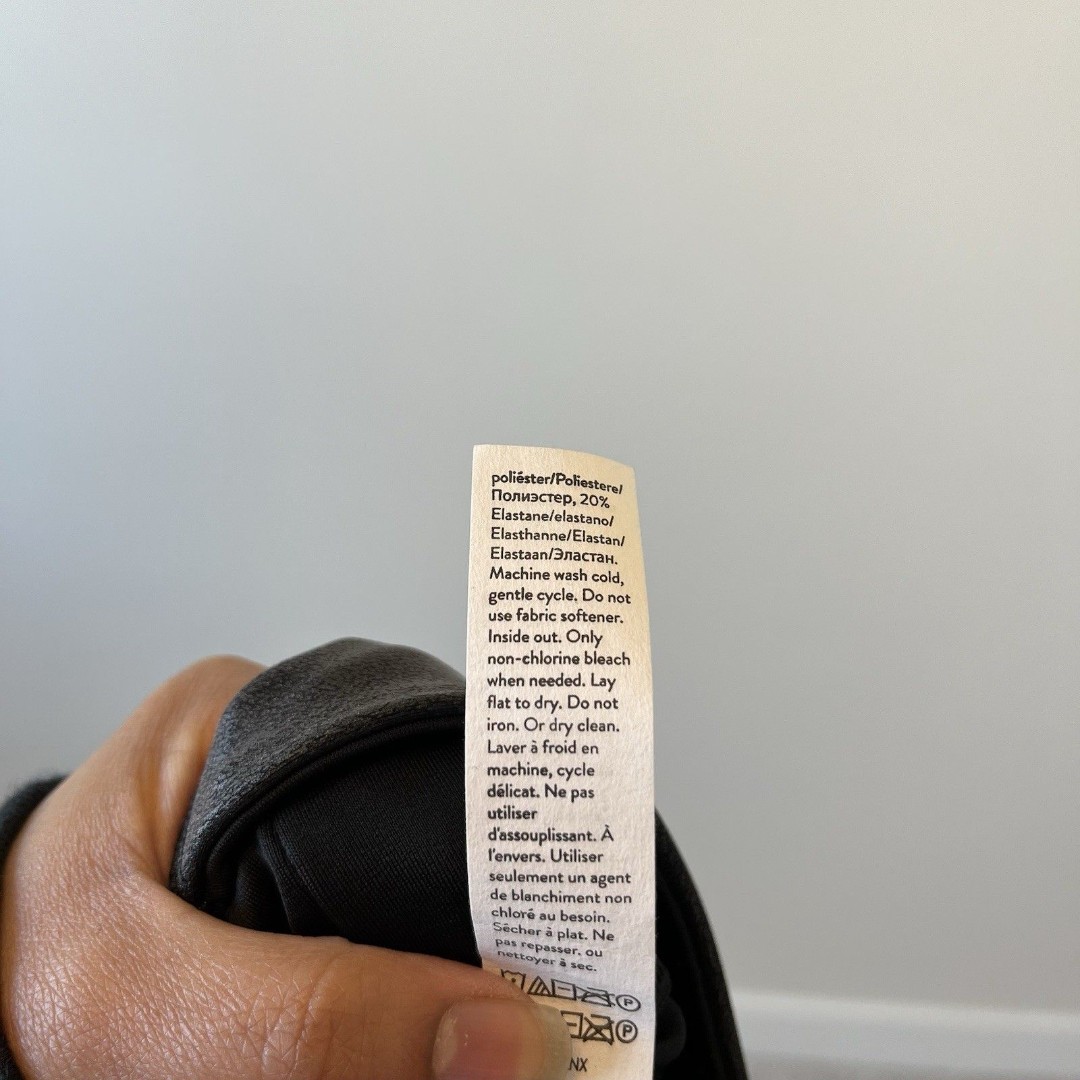 poliéster/Poliestere/
Полиэстер, 20%
Elastane/elastano/
Elasthanne/Elastan/
Elastaan/Эластан.
Machine wash cold,
gentle cycle. Do not
use fabric softener.
Inside out. Only
non-chlorine bleach
when needed. Lay
flat to dry. Do not
iron. Or dry clean.
Laver à froid en
machine, cycle
délicat. Ne pas
utiliser
d'assouplissant. À
l'envers. Utiliser
seulement un agent
de blanchiment non
chloré au besoin.
Sêcher à plat. Ne
pas repasser. ou
nettoyer à sec.
P
P
NX